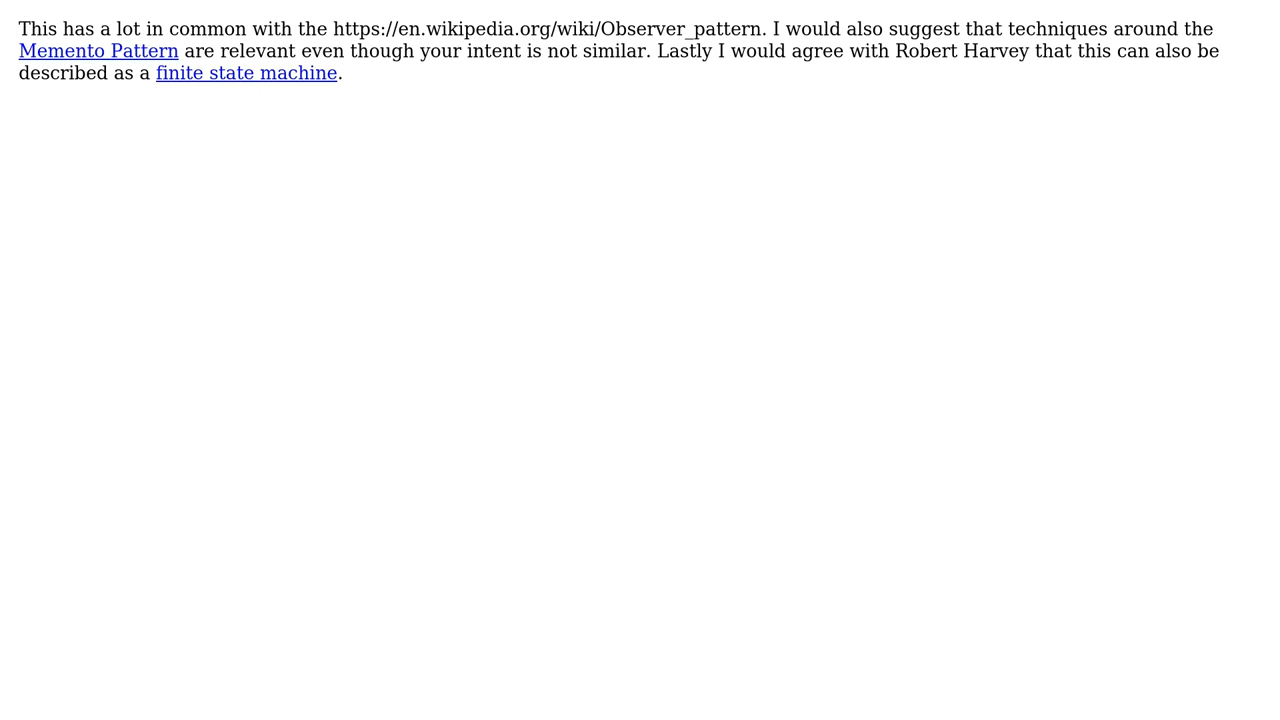 This has a lot in common with the https://en.wikipedia.org/wiki/Observer_pattern. I would also suggest that techniques around the
Memento Pattern are relevant even though your intent is not similar. Lastly I would agree with Robert Harvey that this can also be
described as a finite state machine.